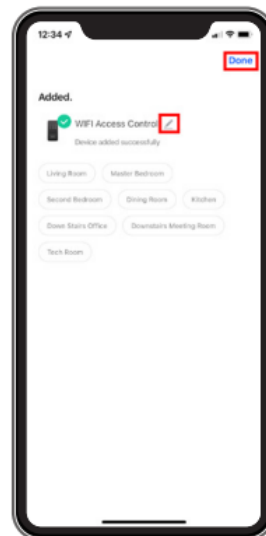 12:34
Done
Added.
WIFI Access Control
Device added successfully
Living Room Master Bedroom
Second Bedroom Dining Room Kitchen
Down Stairs Office Downstairs Meeting Room
Tech Room